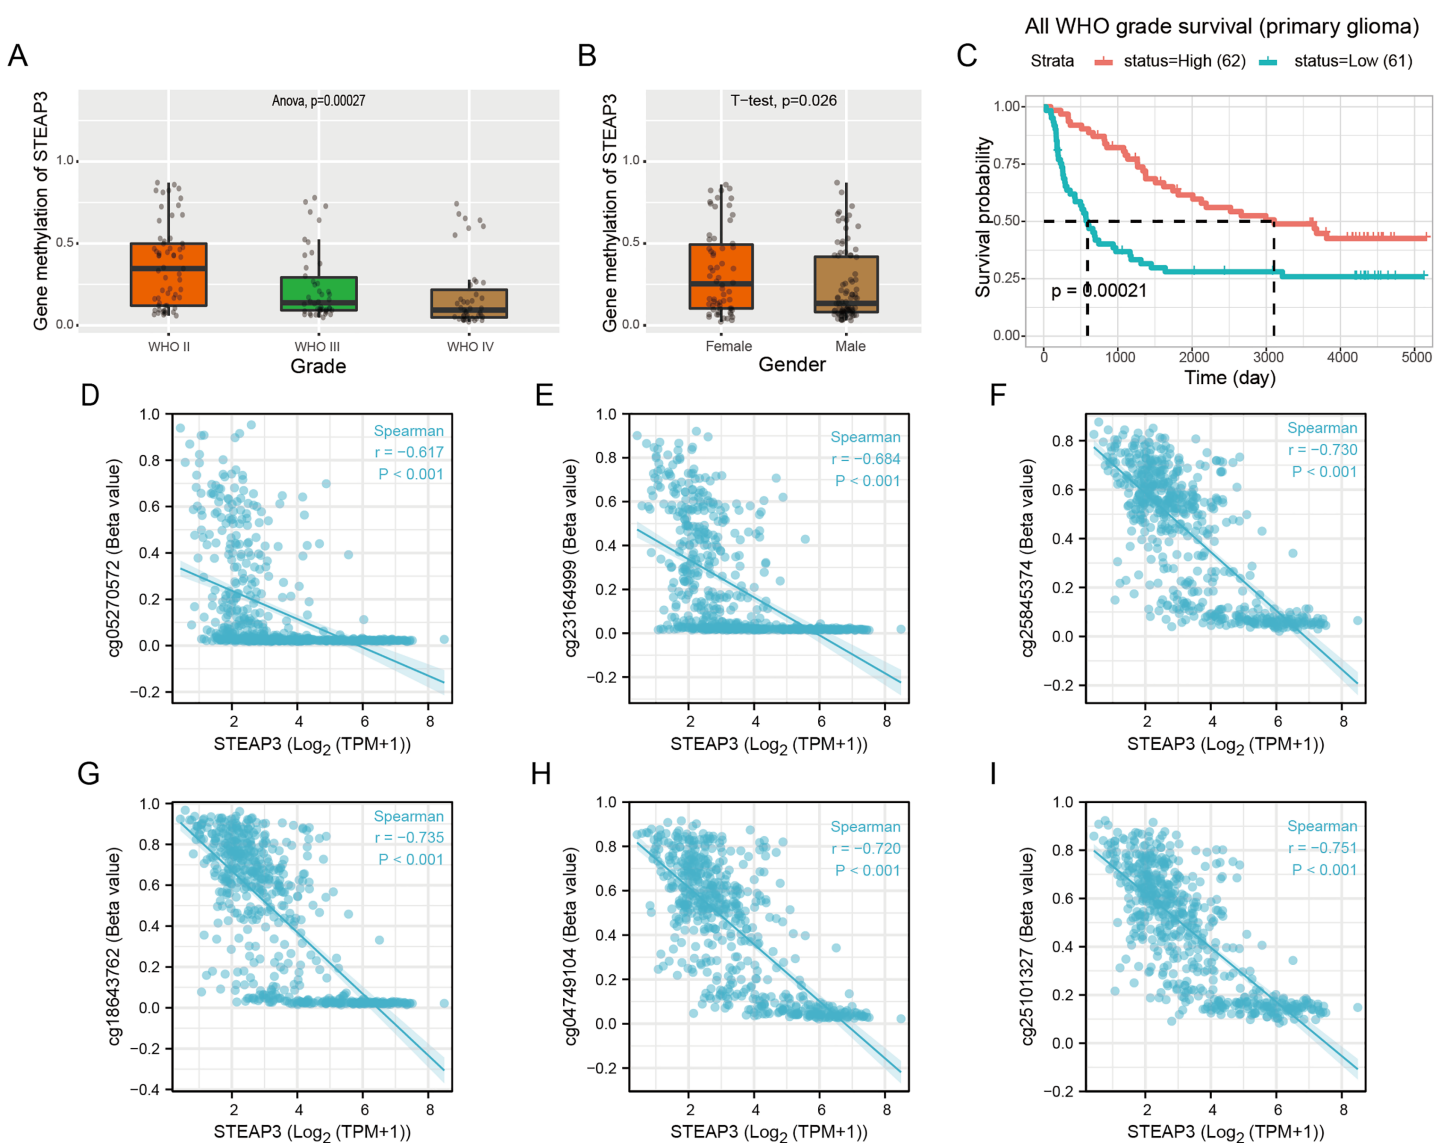 A
Gene methylation of STEAP3
Anova, p=0.00027
1.0
0.5
0.0
WHO II
WHO III
WHO IV
Grade
B
Gene methylation of STEAP3
T−test, p=0.026
1.0
0.5
0.0
Female
Male
Gender
C
All WHO grade survival (primary glioma)
Strata
status=High (62)
status=Low (61)
Survival probability
1.00
0.75
0.50
0.25
0.00
p = 0.00021
0 1000 2000 3000 4000 5000
Time (day)
D
cg05270572 (Beta value)
1.0
0.8
0.6
0.4
0.2
0.0
−0.2
Spearman
r = −0.617
P < 0.001
2 4 6 8
STEAP3 (Log2 (TPM+1))
E
cg23164999 (Beta value)
1.0
0.8
0.6
0.4
0.2
0.0
−0.2
Spearman
r = −0.684
P < 0.001
2 4 6 8
STEAP3 (Log2 (TPM+1))
F
cg25845374 (Beta value)
0.8
0.6
0.4
0.2
0.0
−0.2
Spearman
r = −0.730
P < 0.001
2 4 6 8
STEAP3 (Log2 (TPM+1))
G
cg18643762 (Beta value)
1.0
0.8
0.6
0.4
0.2
0.0
−0.2
−0.4
Spearman
r = −0.735
P < 0.001
2 4 6 8
STEAP3 (Log2 (TPM+1))
H
cg04749104 (Beta value)
1.0
0.8
0.6
0.4
0.2
0.0
−0.2
Spearman
r = −0.720
P < 0.001
2 4 6 8
STEAP3 (Log2 (TPM+1))
I
cg25101327 (Beta value)
1.0
0.8
0.6
0.4
0.2
0.0
−0.2
Spearman
r = −0.751
P < 0.001
2 4 6 8
STEAP3 (Log2 (TPM+1))